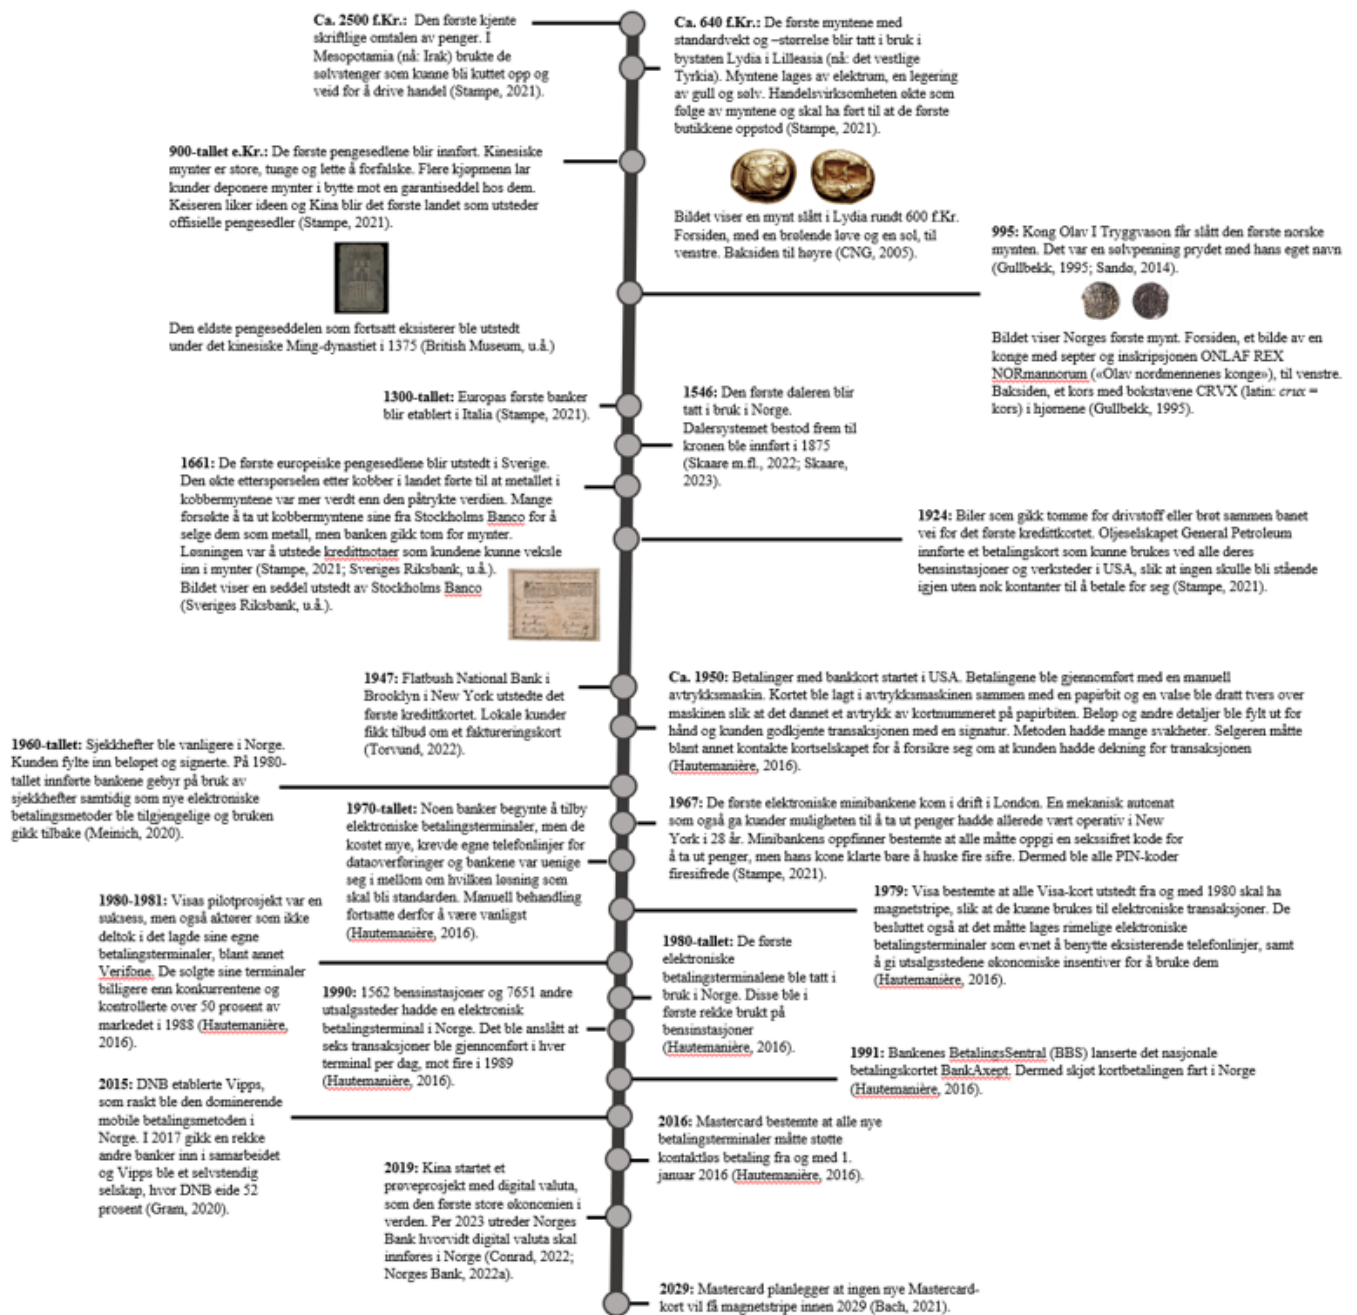 Ca. 2500 f.Kr.: Den første kjente
skriftlige omtalen av penger. I
Mesopotamia (nå: Irak) brukte de
sølvstenger som kunne bli kuttet opp og
veid for å drive handel (Stampe, 2021).
Ca. 640 f.Kr.: De første myntene med
standardvekt og –størrelse blir tatt i bruk i
bystaten Lydia i Lilleasia (nå: det vestlige
Tyrkia). Myntene lages av elektrum, en legering
av gull og sølv. Handelsvirksomheten økte som
følge av myntene og skal ha ført til at de første
butikkene oppstod (Stampe, 2021).
Bildet viser en mynt slått i Lydia rundt 600 f.Kr.
Forsiden, med en brølende løve og en sol, til
venstre. Baksiden til høyre (CNG, 2005).
900-tallet e.Kr.: De første pengesedlene blir innført. Kinesiske
mynter er store, tunge og lette å forfalske. Flere kjøpmenn lar
kunder deponere mynter i bytte mot en garantiseddel hos dem.
Keiseren liker ideen og Kina blir det første landet som utsteder
offisielle pengesedler (Stampe, 2021).
Den eldste pengeseddelen som fortsatt eksisterer ble utstedt
under det kinesiske Ming-dynastiet i 1375 (British Museum, u.å.)
995: Kong Olav I Tryggvason får slått den første norske
mynten. Det var en sølvpenning prydet med hans eget navn
(Gullbekk, 1995; Sandø, 2014).
Bildet viser Norges første mynt. Forsiden, et bilde av en
konge med septer og inskripsjonen ONLAF REX
NORmannorum («Olav nordmennenes konge»), til venstre.
Baksiden, et kors med bokstavene CRVX (latin: crux =
kors) i hjørnene (Gullbekk, 1995).
1300-tallet: Europas første banker
blir etablert i Italia (Stampe, 2021).
1546: Den første daleren blir
tatt i bruk i Norge.
Dalersystemet bestod frem til
kronen ble innført i 1875
(Skaare m.fl., 2022; Skaare,
2023).
1661: De første europeiske pengesedlene blir utstedt i Sverige.
Den økte etterspørselen etter kobber i landet førte til at metallet i
kobbermyntene var mer verdt enn den påtrykte verdien. Mange
forsøkte å ta ut kobbermyntene sine fra Stockholms Banco for å
selge dem som metall, men banken gikk tom for mynter.
Løsningen var å utstede kredittnotaer som kundene kunne veksle
inn i mynter (Stampe, 2021; Sveriges Riksbank, u.å.).
Bildet viser en seddel utstedt av Stockholms Banco
(Sveriges Riksbank, u.å.).
1924: Biler som gikk tomme for drivstoff eller brøt sammen banet
vei for det første kredittkortet. Oljeselskapet General Petroleum
innførte et betalingskort som kunne brukes ved alle deres
bensinstasjoner og verksteder i USA, slik at ingen skulle bli stående
igjen uten nok kontanter til å betale for seg (Stampe, 2021).
1947: Flatbush National Bank i
Brooklyn i New York utstedte det
første kredittkortet. Lokale kunder
fikk tilbud om et faktureringskort
(Torvund, 2022).
Ca. 1950: Betalinger med bankkort startet i USA. Betalingene ble gjennomført med en manuell
avtrykksmaskin. Kortet ble lagt i avtrykksmaskinen sammen med en papirbit og en valse ble dratt tvers over
maskinen slik at det dannet et avtrykk av kortnummeret på papirbiten. Beløp og andre detaljer ble fylt ut for
hånd og kunden godkjente transaksjonen med en signatur. Metoden hadde mange svakheter. Selgeren måtte
blant annet kontakte kortselskapet for å forsikre seg om at kunden hadde dekning for transaksjonen
(Hautemanière, 2016).
1960-tallet: Sjekkhefter ble vanligere i Norge.
Kunden fylte inn beløpet og signerte. På 1980-
tallet innførte bankene gebyr på bruk av
sjekkhefter samtidig som nye elektroniske
betalingsmetoder ble tilgjengelige og bruken
gikk tilbake (Meinich, 2020).
1967: De første elektroniske minibankene kom i drift i London. En mekanisk automat
som også ga kunder muligheten til å ta ut penger hadde allerede vært operativ i New
York i 28 år. Minibankens oppfinner bestemte at alle måtte oppgi en sekssifret kode for
å ta ut penger, men hans kone klarte bare å huske fire sifre. Dermed ble alle PIN-koder
firesifrede (Stampe, 2021).
1970-tallet: Noen banker begynte å tilby
elektroniske betalingsterminaler, men de
kostet mye, krevde egne telefonlinjer for
dataoverføringer og bankene var uenige
seg i mellom om hvilken løsning som
skal bli standarden. Manuell behandling
fortsatte derfor å være vanligst
(Hautemanière, 2016).
1979: Visa bestemte at alle Visa-kort utstedt fra og med 1980 skal ha
magnetstripe, slik at de kunne brukes til elektroniske transaksjoner. De
besluttet også at det måtte lages rimelige elektroniske
betalingsterminaler som evnet å benytte eksisterende telefonlinjer, samt
å gi utsalgsstedene økonomiske insentiver for å bruke dem
(Hautemanière, 2016).
1980-1981: Visas pilotprosjekt var en
suksess, men også aktører som ikke
deltok i det lagde sine egne
betalingsterminaler, blant annet
Verifone. De solgte sine terminaler
billigere enn konkurrentene og
kontrollerte over 50 prosent av
markedet i 1988 (Hautemanière,
2016).
1980-tallet: De første
elektroniske
betalingsterminalene ble tatt i
bruk i Norge. Disse ble i
første rekke brukt på
bensinstasjoner
(Hautemanière, 2016).
1990: 1562 bensinstasjoner og 7651 andre
utsalgssteder hadde en elektronisk
betalingsterminal i Norge. Det ble anslått at
seks transaksjoner ble gjennomført i hver
terminal per dag, mot fire i 1989
(Hautemanière, 2016).
1991: Bankenes BetalingsSentral (BBS) lanserte det nasjonale
betalingskortet BankAxept. Dermed skjøt kortbetalingen fart i Norge
(Hautemanière, 2016).
2015: DNB etablerte Vipps,
som raskt ble den dominerende
mobile betalingsmetoden i
Norge. I 2017 gikk en rekke
andre banker inn i samarbeidet
og Vipps ble et selvstendig
selskap, hvor DNB eide 52
prosent (Gram, 2020).
2016: Mastercard bestemte at alle nye
betalingsterminaler måtte støtte
kontaktløs betaling fra og med 1.
januar 2016 (Hautemanière, 2016).
2019: Kina startet et
prøveprosjekt med digital valuta,
som den første store økonomien i
verden. Per 2023 utreder Norges
Bank hvorvidt digital valuta skal
innføres i Norge (Conrad, 2022;
Norges Bank, 2022a).
2029: Mastercard planlegger at ingen nye Mastercard-
kort vil få magnetstripe innen 2029 (Bach, 2021).